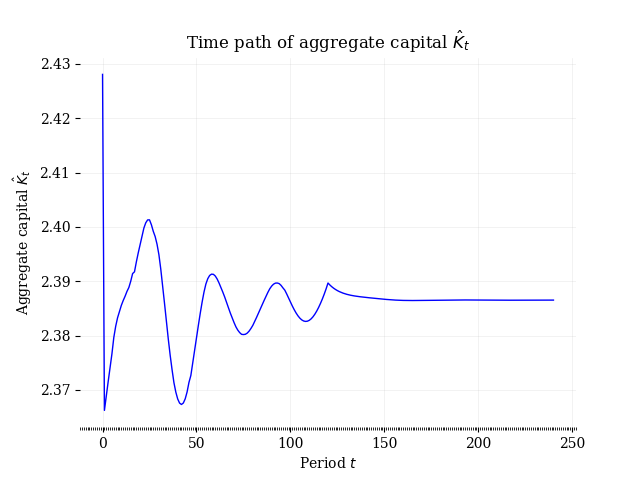 Time path of aggregate capital $\hat{K}_t$
2.43
2.42
2.41
2.40
2.39
2.38
2.37
Aggregate capital $\hat{K}_t$
0 50 100 150 200 250
Period $t$